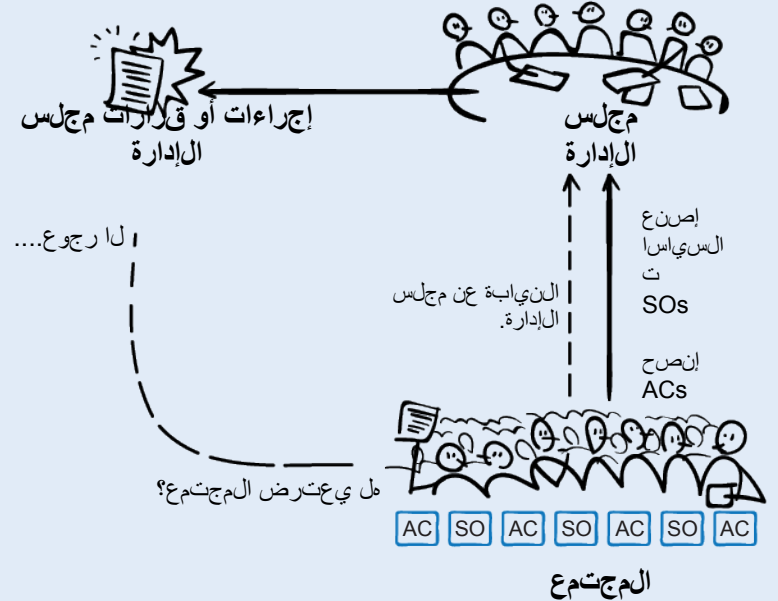 إجراءات أو قرارات مجلس
الإدارة
مجلس
الإدارة
لا رجوع....
إصنع
السياسا
ت
SOs
النيابة عن مجلس
الإدارة.
إنصح
ACs
هل يعترض المجتمع؟
AC SO AC SO AC SO AC
المجتمع